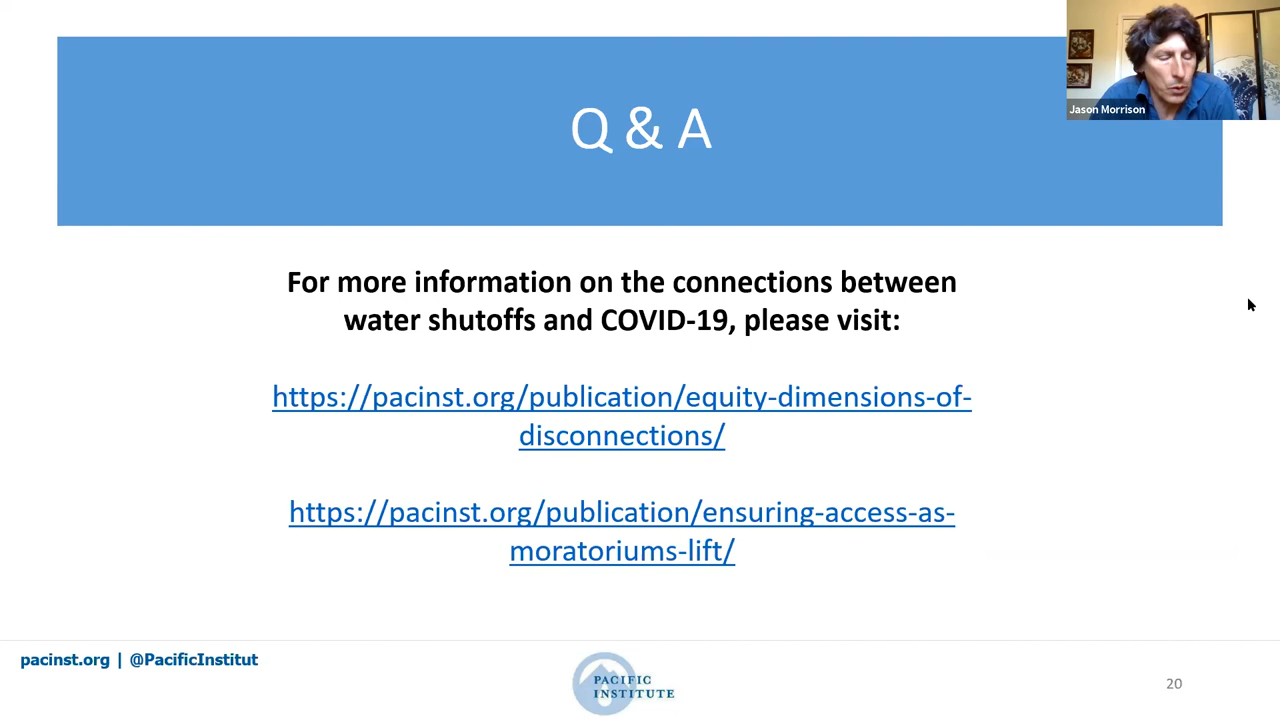 Q & A
Jason Morrison
For more information on the connections between
water shutoffs and COVID-19, please visit:
https://pacinst.org/publication/equity-dimensions-of-
disconnections/
https://pacinst.org/publication/ensuring-access-as-
moratoriums-lift/
pacinst.org | @PacificInstitut
PACIFIC
INSTITUTE
20